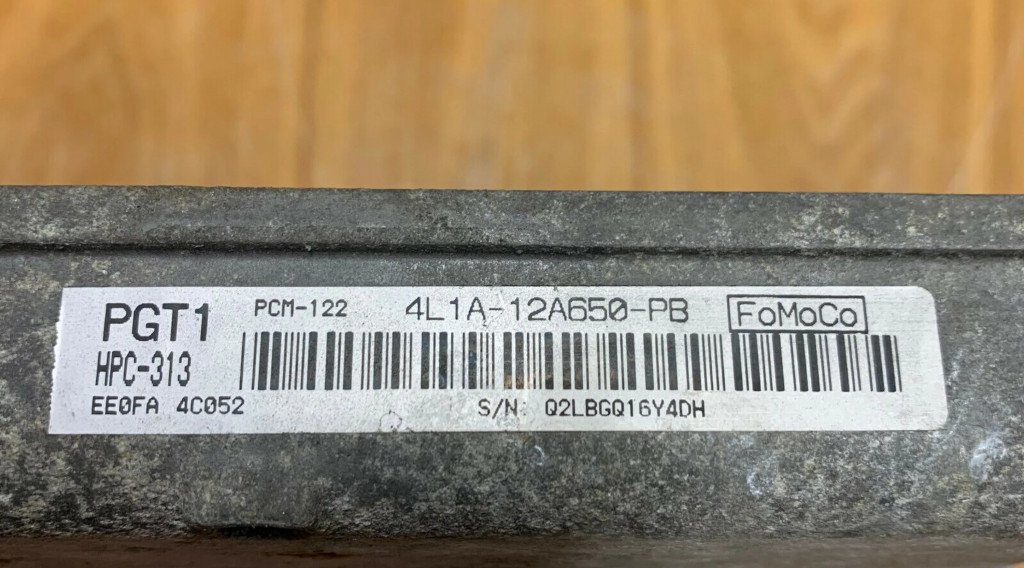 PGT1 PCM-122 4L1A-12A650-PB FoMoCo
HPC-313
EE0FA 4C052 S/N Q2LBGQ16Y4DH